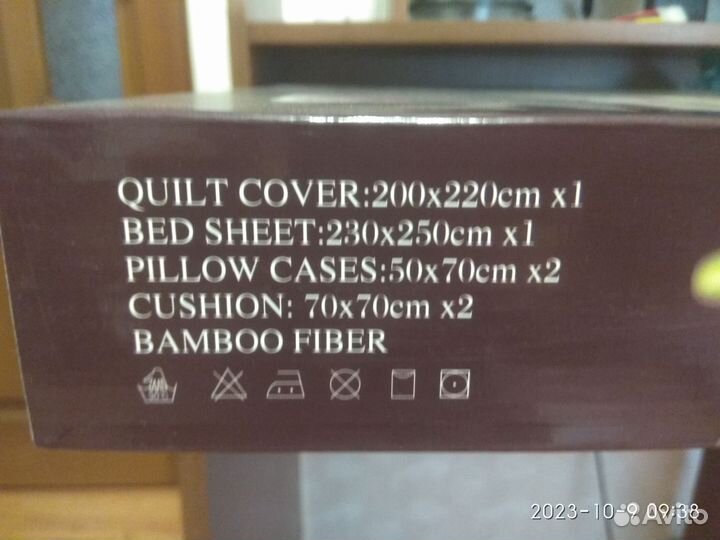 QUILT COVER:200x220cm x1
BED SHEET:230x250cm x1
PILLOW CASES:50x70cm x2
CUSHION: 70x70cm x2
BAMBOO FIBER
2023-10-9 09:38
Avito